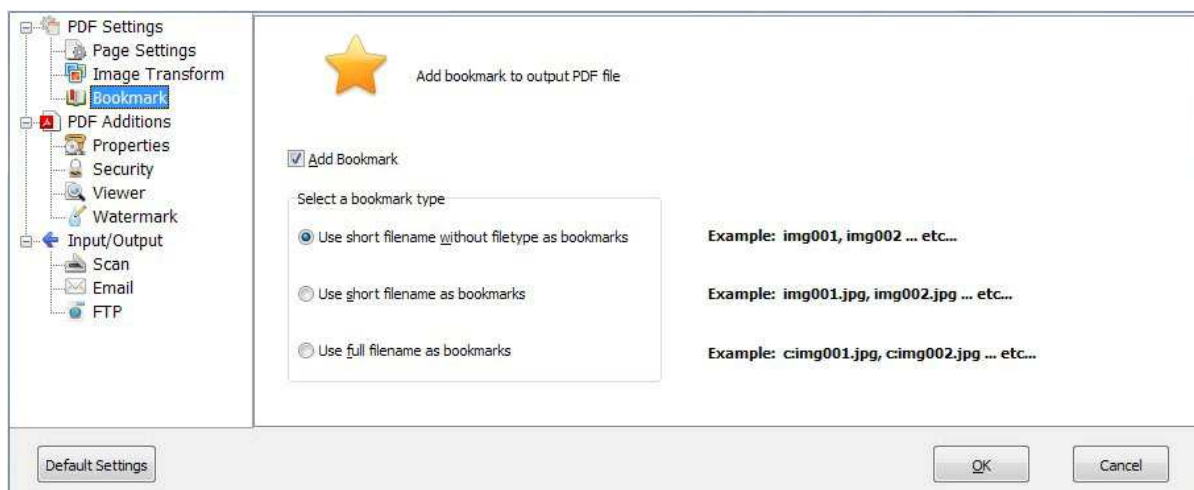 PDF Settings
Page Settings
Image Transform
Bookmark
PDF Additions
Properties
Security
Viewer
Watermark
Input/Output
Scan
Email
FTP
Add bookmark to output PDF file
Add Bookmark
Select a bookmark type
Use short filename without filetype as bookmarks
Example: img001, img002 ... etc...
Use short filename as bookmarks
Example: img001.jpg, img002.jpg ... etc...
Use full filename as bookmarks
Example: c:img001.jpg, c:img002.jpg ... etc...
Default Settings
OK
Cancel